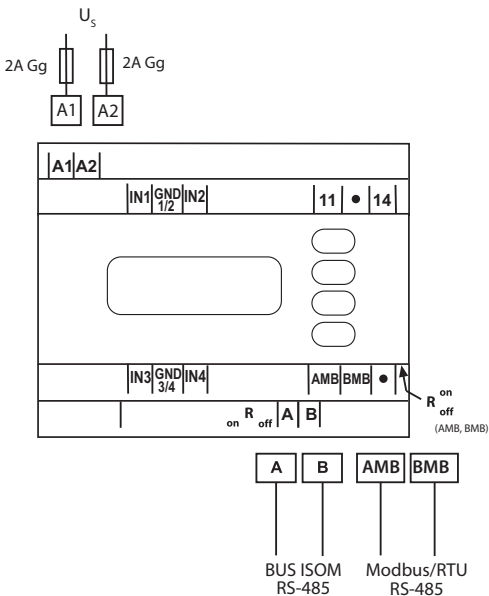 Us
2A Gg 2A Gg
A1 A2
A1 A2
IN1 GND 1/2 IN2 11 • 14
IN3 GND 3/4 IN4 AMB BMB •
R on off
(AMB, BMB)
on R off A B
A B AMB BMB
BUS ISOM
RS-485
Modbus/RTU
RS-485